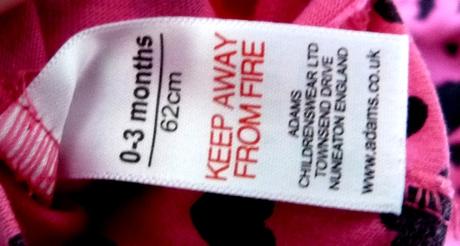 0-3 months
62cm
KEEP AWAY
FROM FIRE
ADAMS
CHILDRENSWEAR LTD
TOWNSEND DRIVE
NUNEATON ENGLAND
www.adams.co.uk